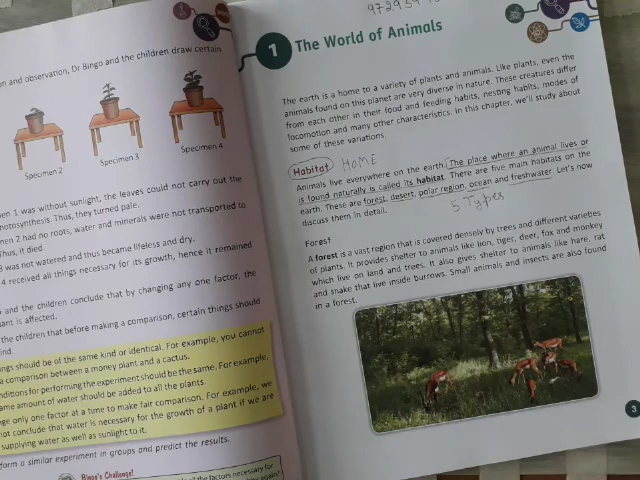 on and observation, Dr Bingo and the children draw certain
Specimen 2
Specimen 3
Specimen 4
men 1 was without sunlight, the leaves could not carry out the
notosynthesis. Thus, they turned pale.
men 2 had no roots, water and minerals were not transported to
Thus, it died
3 was not watered and thus became lifeless and dry.
4 received all things necessary for its growth, hence it remained
o and the children conclude that by changing any one factor, the
ant is affected.
the children that before making a comparison, certain things should
ind.
ings should be of the same kind or identical. For example, you cannot
a comparison between a money plant and a cactus.
nditions for performing the experiment should be the same. For example,
ame amount of water should be added to all the plants.
nge only one factor at a time to make fair comparison. For example, we
not conclude that water is necessary for the growth of a plant if we are
supplying water as well as sunlight to it.
form a similar experiment in groups and predict the results.
Bingo's Challenge!
all the factors necessary for
again?
1 The World of Animals
The earth is a home to a variety of plants and animals. Like plants, even the
animals found on this planet are very diverse in nature. These creatures differ
from each other in their food and feeding habits, nesting habits, modes of
locomotion and many other characteristics. In this chapter, we'll study about
some of these variations.
Habitat HOME
Animals live everywhere on the earth. The place where an animal lives or
is found naturally is called its habitat. There are five main habitats on the
earth. These are forest, desert, polar region, ocean and freshwater. Let's now
discuss them in detail.
5 Types
Forest
A forest is a vast region that is covered densely by trees and different varieties
of plants. It provides shelter to animals like lion, tiger, deer, fox and monkey
which live on land and trees. It also gives shelter to animals like hare, rat
and snake that live inside burrows. Small animals and insects are also found
in a forest.
3